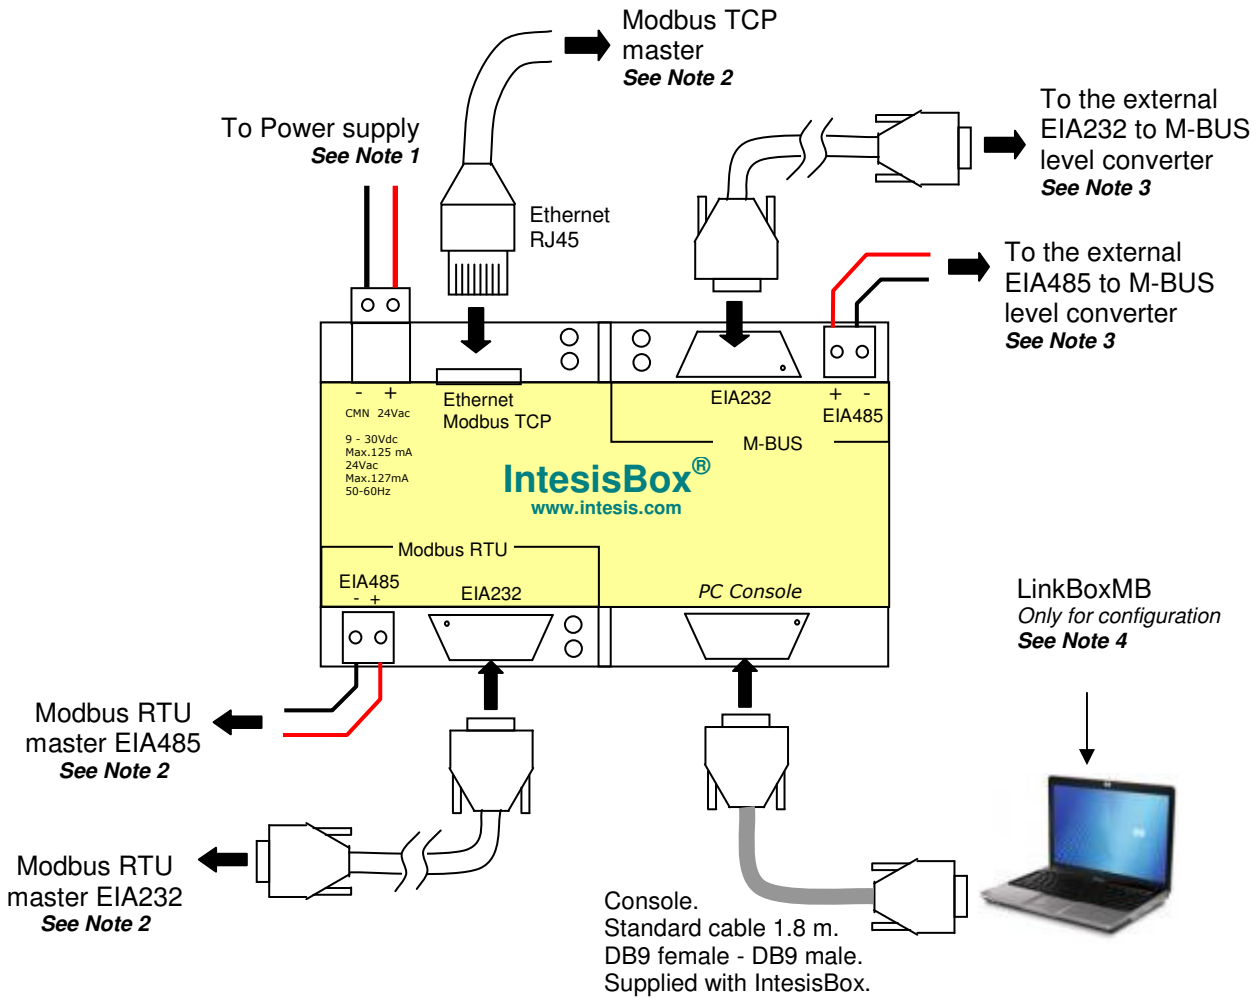 Modbus TCP
master
See Note 2
To Power supply
See Note 1
To the external
EIA232 to M-BUS
level converter
See Note 3
Ethernet
RJ45
To the external
EIA485 to M-BUS
level converter
See Note 3
- +
CMN 24Vac
9 - 30Vdc
Max.125 mA
24Vac
Max.127mA
50-60Hz
Ethernet
Modbus TCP
EIA232
+ -
EIA485
M-BUS
IntesisBox®
www.intesis.com
Modbus RTU
EIA485
- +
EIA232
PC Console
LinkBoxMB
Only for configuration
See Note 4
Modbus RTU
master EIA485
See Note 2
Modbus RTU
master EIA232
See Note 2
Console.
Standard cable 1.8 m.
DB9 female - DB9 male.
Supplied with IntesisBox.